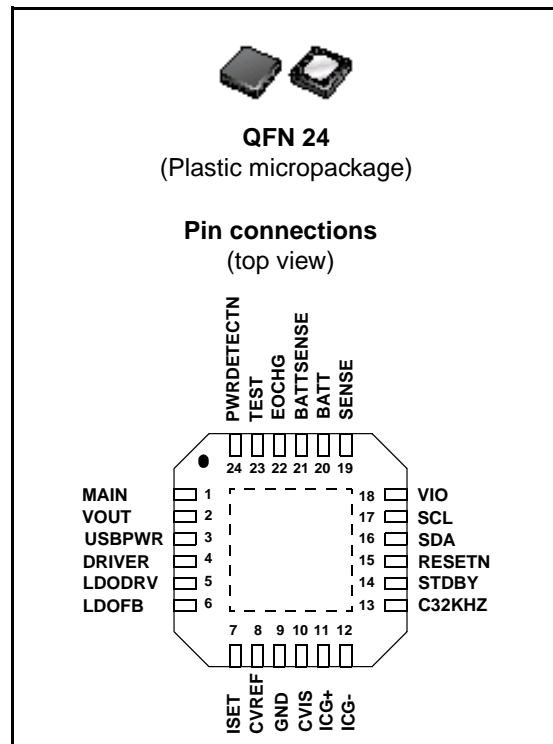 QFN 24
(Plastic micropackage)
Pin connections
(top view)
PWRDETECTN
TEST
EOCHG
BATTSENSE
BATT
SENSE
24 23 22 21 20 19
MAIN 1 18 VIO
VOUT 2 17 SCL
USBPWR 3 16 SDA
DRIVER 4 15 RESETN
LDODRV 5 14 STDBY
LDOFB 6 13 C32KHZ
7 8 9 10 11 12
ISET
CVREF
GND
CVIS
ICG+
ICG-